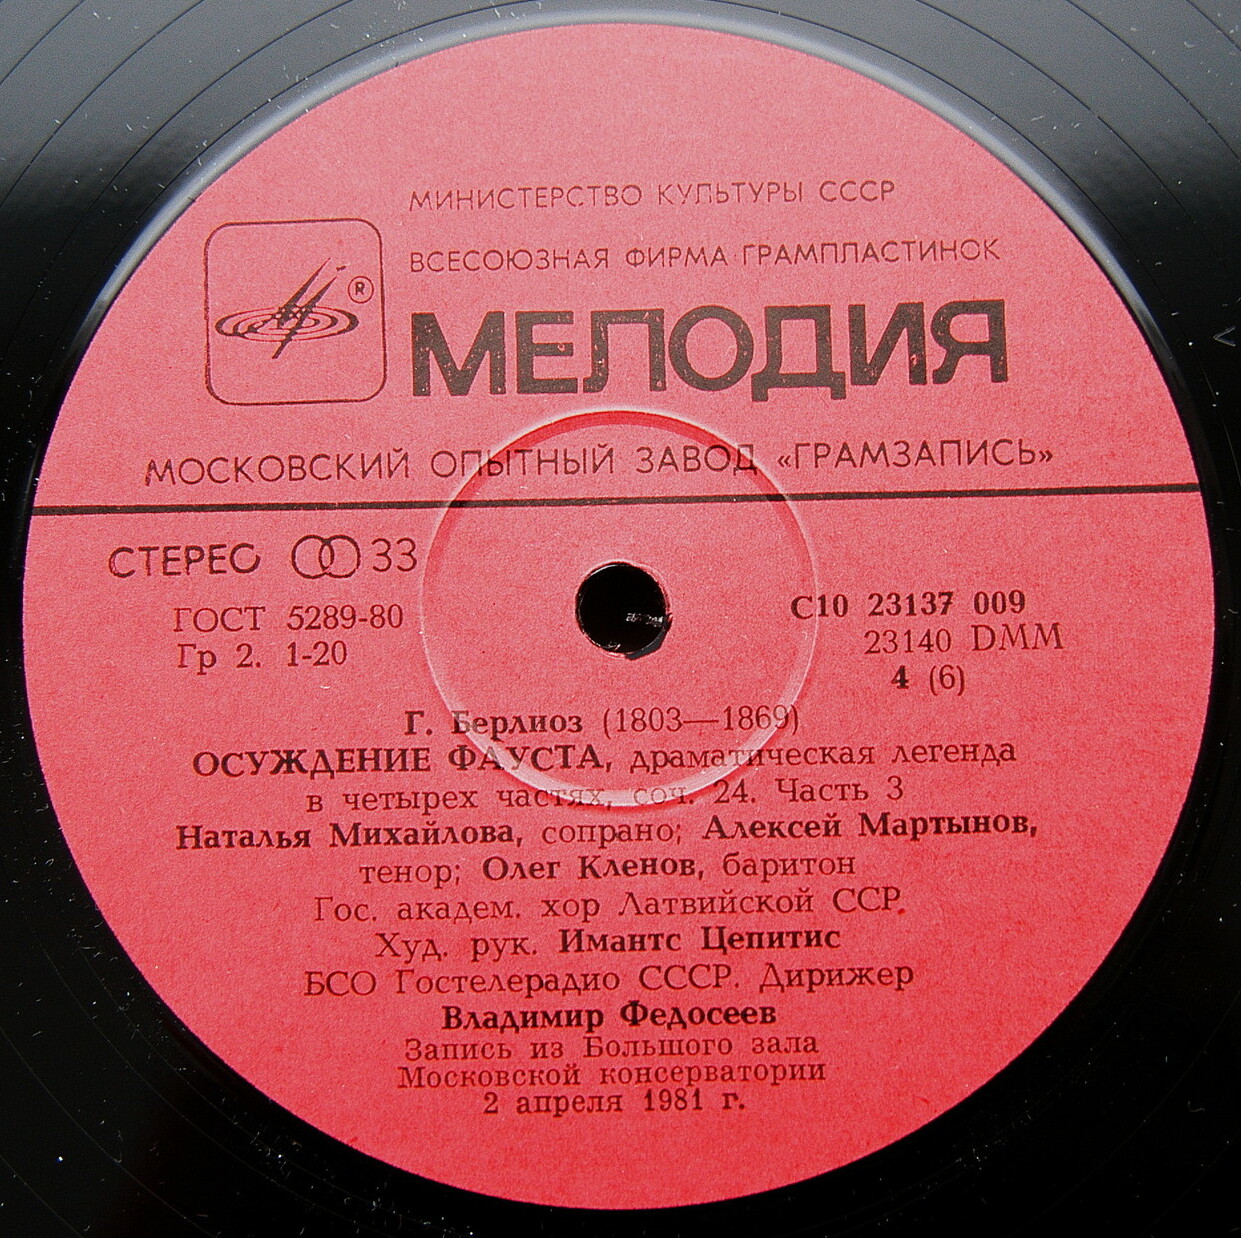 МИНИСТЕРСТВО КУЛЬТУРЫ СССР
ВСЕСОЮЗНАЯ ФИРМА ГРАМПЛАСТИНОК
®
МЕЛОДИЯ
МОСКОВСКИЙ ОПЫТНЫЙ ЗАВОД «ГРАМЗАПИСЬ»
СТЕРЕО 33
ГОСТ 5289-80
Гр 2. 1-20
С10 23137 009
23140 DMM
4 (6)
Г. Берлиоз (1803—1869)
ОСУЖДЕНИЕ ФАУСТА, драматическая легенда
в четырех частях, соч. 24. Часть 3
Наталья Михайлова, сопрано; Алексей Мартынов,
тенор; Олег Кленов, баритон
Гос. академ. хор Латвийской ССР.
Худ. рук. Имантс Цепитис
БСО Гостелерадио СССР. Дирижер
Владимир Федосеев
Запись из Большого зала
Московской консерватории
2 апреля 1981 г.